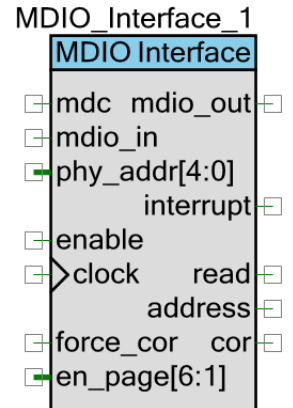 MDIO_Interface_1
MDIO Interface
mdc mdio_out
mdio_in
phy_addr[4:0]
interrupt
enable
clock read
address
force_cor cor
en_page[6:1]